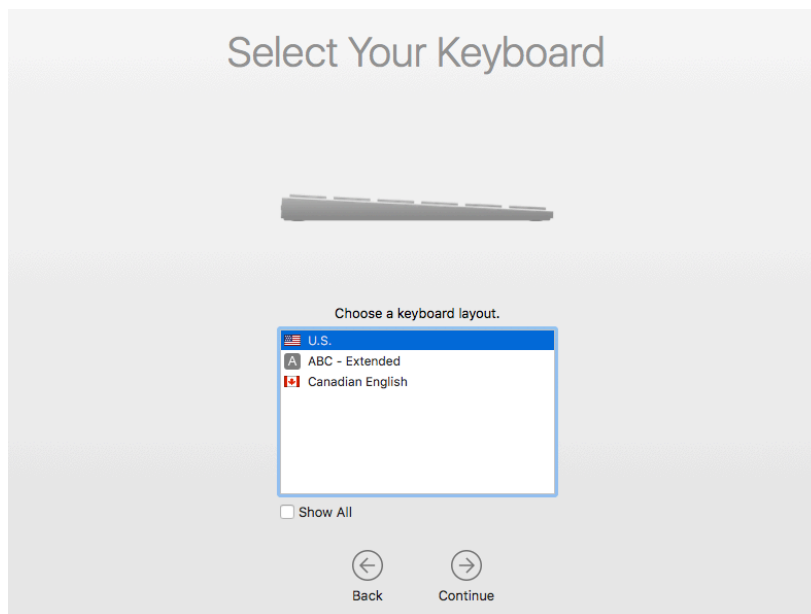 Select Your Keyboard
Choose a keyboard layout.
U.S.
A ABC - Extended
Canadian English
Show All
Back
Continue